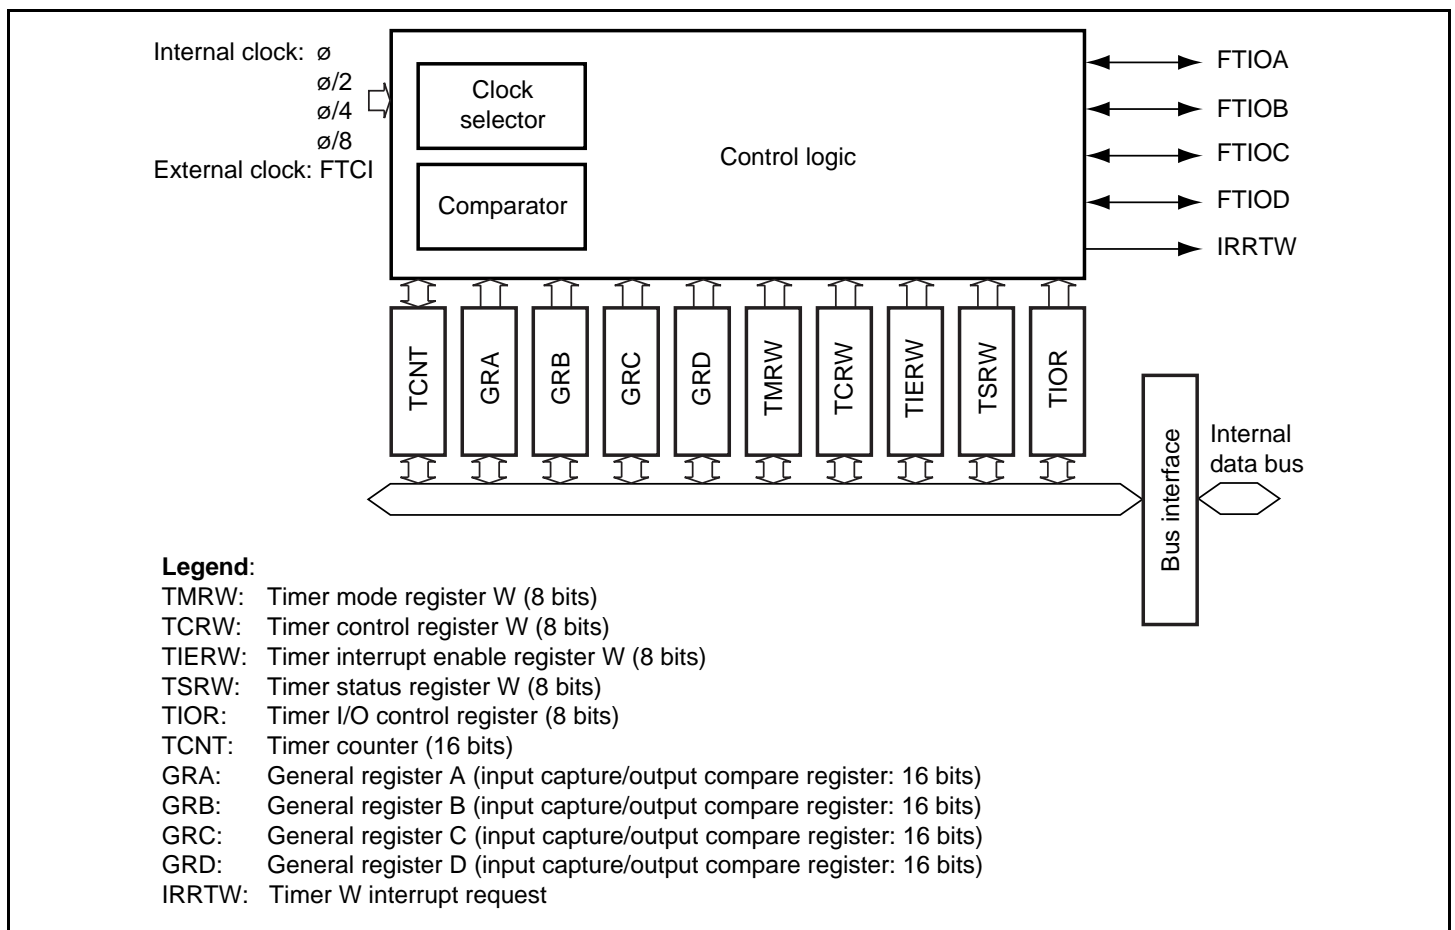 Internal clock: ø
ø/2
ø/4
ø/8
External clock: FTCI
Clock
selector
Comparator
Control logic
FTIOA
FTIOB
FTIOC
FTIOD
IRRTW
TCNT
GRA
GRB
GRC
GRD
TMRW
TCRW
TIERW
TSRW
TIOR
Bus interface
Internal
data bus
Legend:
TMRW: Timer mode register W (8 bits)
TCRW: Timer control register W (8 bits)
TIERW: Timer interrupt enable register W (8 bits)
TSRW: Timer status register W (8 bits)
TIOR: Timer I/O control register (8 bits)
TCNT: Timer counter (16 bits)
GRA: General register A (input capture/output compare register: 16 bits)
GRB: General register B (input capture/output compare register: 16 bits)
GRC: General register C (input capture/output compare register: 16 bits)
GRD: General register D (input capture/output compare register: 16 bits)
IRRTW: Timer W interrupt request